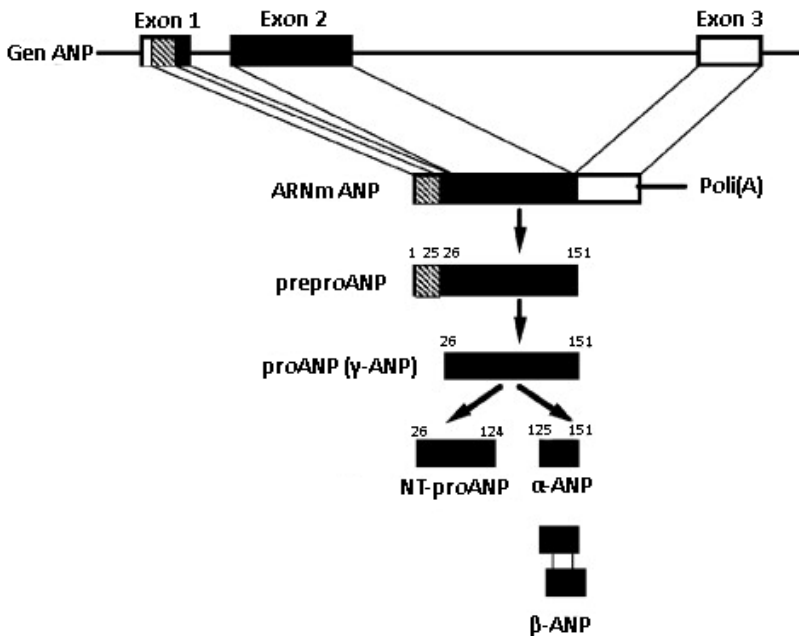 Exon 1 Exon 2 Exon 3
Gen ANP
ARNm ANP Poli(A)
1 25 26 151
preproANP
26 151
proANP (γ-ANP)
26 124 125 151
NT-proANP α-ANP
β-ANP